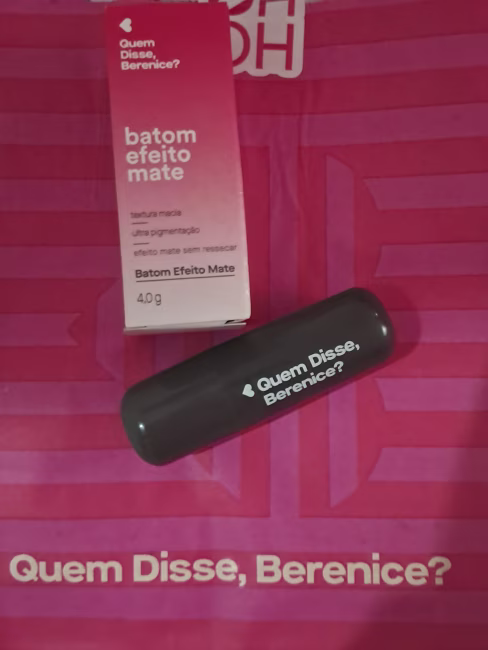 OH
Quem
Disse,
Berenice?
batom
efeito
mate
textura macia
ultra pigmentação
efeito mate sem ressecar
Batom Efeito Mate
4,0 g
Quem Disse,
Berenice?
Quem Disse, Berenice?